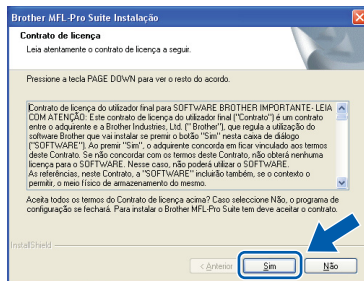 Brother MFL-Pro Suite Instalação
Contrato de licença
Leia atentamente o contrato de licença a seguir.
Pressione a tecla PAGE DOWN para ver o resto do acordo.
Contrato de licença do utilizador final para SOFTWARE BROTHER IMPORTANTE- LEIA
COM ATENÇÃO: Este contrato de licença do utilizador final ("Contrato") é um contrato
entre o adquirente e a Brother Industries, Ltd. (" Brother"), que regula a utilização do
software Brother que vai instalar se premir o botão "Sim" nesta caixa de diálogo
("SOFTWARE"). Ao premir "Sim", o adquirente concorda em ficar vinculado aos termos
deste Contrato. Se não concordar com os termos deste Contrato, não obterá nenhuma
licença para o SOFTWARE. Nesse caso, não poderá utilizar o SOFTWARE.
As referências, neste Contrato, a "SOFTWARE" incluirão também, se o contexto o
permitir, o meio físico de armazenamento do mesmo.
Aceita todos os termos do Contrato de licença acima? Caso seleccione Não, o programa de
configuração se fechará. Para instalar o Brother MFL-Pro Suite tem deve aceitar o contrato.
InstallShield
< Anterior Sim Não